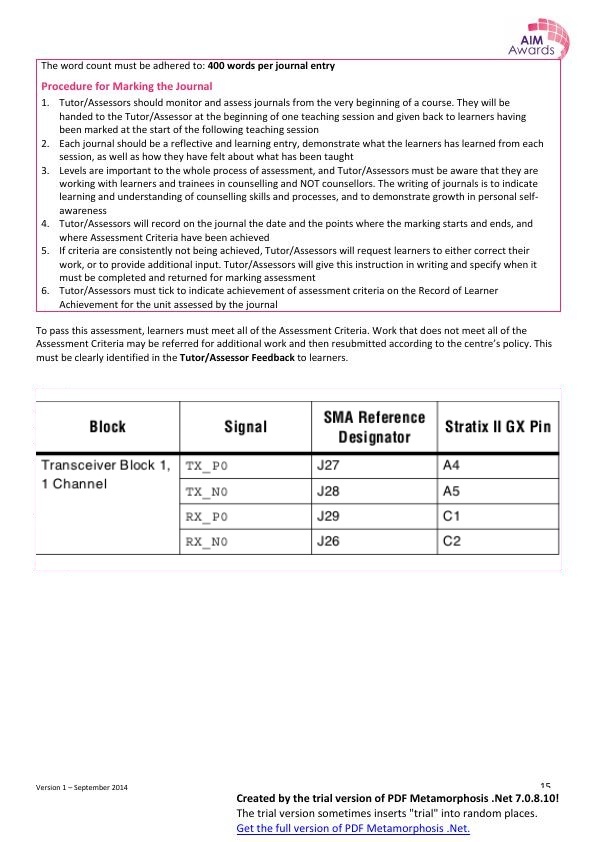 AIM
Awards
The word count must be adhered to: 400 words per journal entry
Procedure for Marking the Journal
1. Tutor/Assessors should monitor and assess journals from the very beginning of a course. They will
be handed to the Tutor/Assessor at the beginning of one teaching session and given back to learners having
been marked at the start of the following teaching session
2. Each journal should be a reflective and learning entry, demonstrate what the learners has learned from each
session, as well as how they have felt about what has been taught
3. Levels are important to the whole process of assessment, and Tutor/Assessors must be aware that they are
working with learners and trainees in counselling and NOT counsellors. The writing of journals is to indicate
learning and understanding of counselling skills and processes, and to demonstrate growth in personal self-
awareness
4. Tutor/Assessors will record on the journal the date and the points where the marking starts and ends, and
where Assessment Criteria have been achieved
5. If criteria are consistently not being achieved, Tutor/Assessors will request learners to either correct their
work, or to provide additional input. Tutor/Assessors will give this instruction in writing and specify when it
must be completed and returned for marking assessment
6. Tutor/Assessors must tick to indicate achievement of assessment criteria on the Record of Learner
Achievement for the unit assessed by the journal
To pass this assessment, learners must meet all of the Assessment Criteria. Work that does not meet all of the
Assessment Criteria may be referred for additional work and then resubmitted according to the centre's policy. This
must be clearly identified in the Tutor/Assessor Feedback to learners.
Block Signal SMA Reference Designator Stratix II GX Pin
Transceiver Block 1, TX_P0 J27 A4
1 Channel
TX_N0 J28 A5
RX_P0 J29 C1
RX_N0 J26 C2
Version 1 – September 2014 15
Created by the trial version of PDF Metamorphosis .Net 7.0.8.10!
The trial version sometimes inserts "trial" into random places.
Get the full version of PDF Metamorphosis .Net.